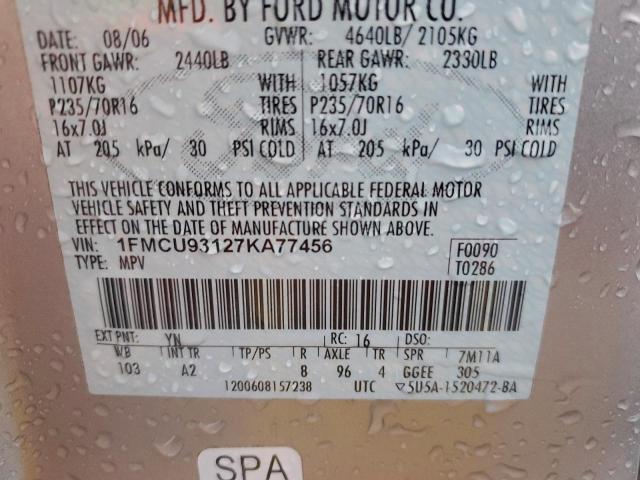 MFD. BY FORD MOTOR CO.
DATE: 08/06 GVWR: 4640LB/ 2105KG
FRONT GAWR: 2440LB REAR GAWR: 2330LB
1107KG WITH 1057KG WITH
P235/70R16 TIRES P235/70R16 TIRES
16x7.0J RIMS 16x7.0J RIMS
AT 205 kPa/ 30 PSI COLD AT 205 kPa/ 30 PSI COLD
THIS VEHICLE CONFORMS TO ALL APPLICABLE FEDERAL MOTOR
VEHICLE SAFETY AND THEFT PREVENTION STANDARDS IN
EFFECT ON THE DATE OF MANUFACTURE SHOWN ABOVE.
VIN: 1FMCU93127KA77456 F0090
TYPE: MPV T0286
EXT PNT: YN RC: 16 DSO:
WB INT TR TP/PS R AXLE TR SPR 7M11A
103 A2 8 96 4 GGEE 305
1200608157238 UTC ▽5U5A-1520472-BA
SPA